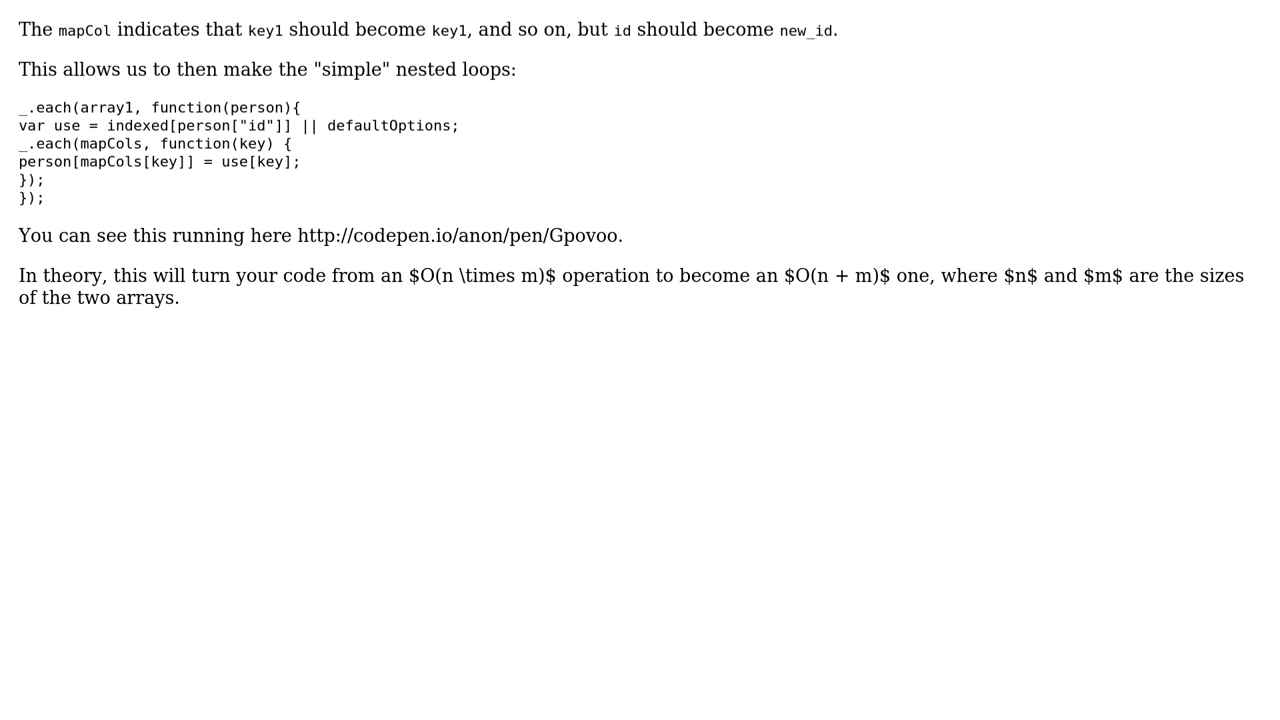 The mapCol indicates that key1 should become key1, and so on, but id should become new_id.
This allows us to then make the "simple" nested loops:
_.each(array1, function(person){
var use = indexed[person["id"]] || defaultOptions;
_.each(mapCols, function(key) {
person[mapCols[key]] = use[key];
});
});
You can see this running here http://codepen.io/anon/pen/Gpovoo.
In theory, this will turn your code from an $O(n \times m)$ operation to become an $O(n + m)$ one, where $n$ and $m$ are the sizes
of the two arrays.